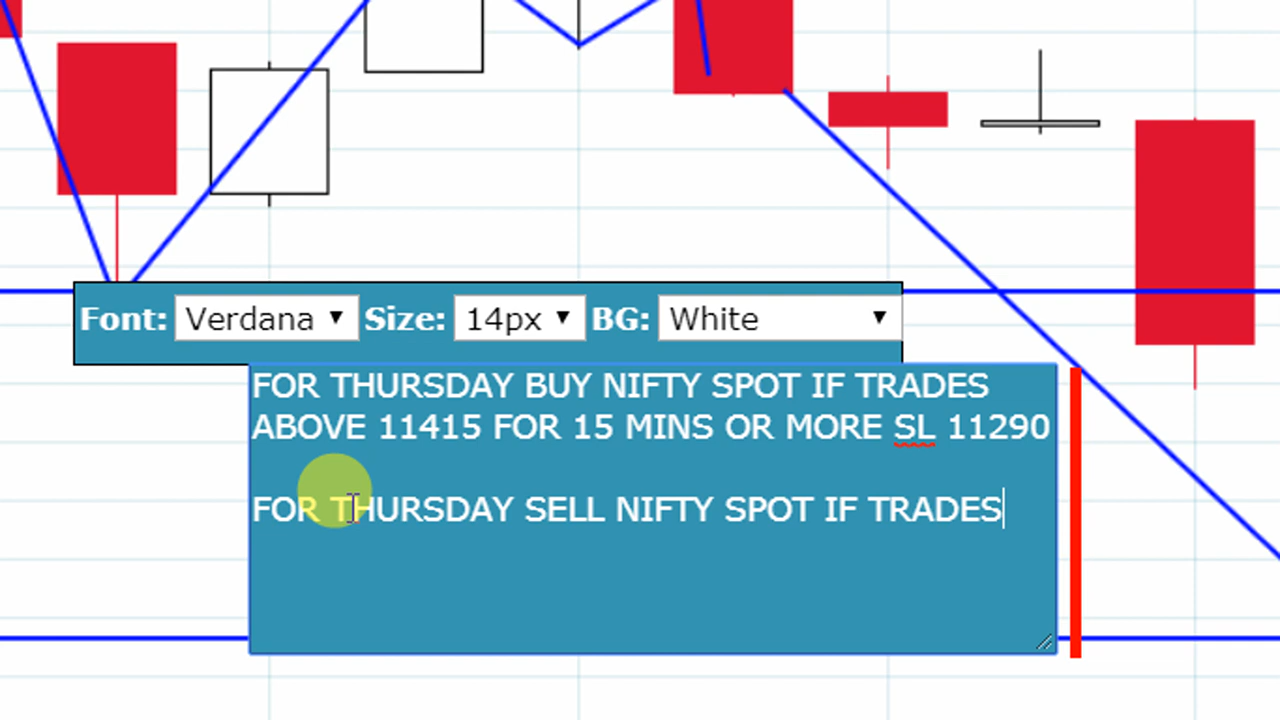 Font: Verdana Size: 14px BG: White
FOR THURSDAY BUY NIFTY SPOT IF TRADES
ABOVE 11415 FOR 15 MINS OR MORE SL 11290
FOR THURSDAY SELL NIFTY SPOT IF TRADES